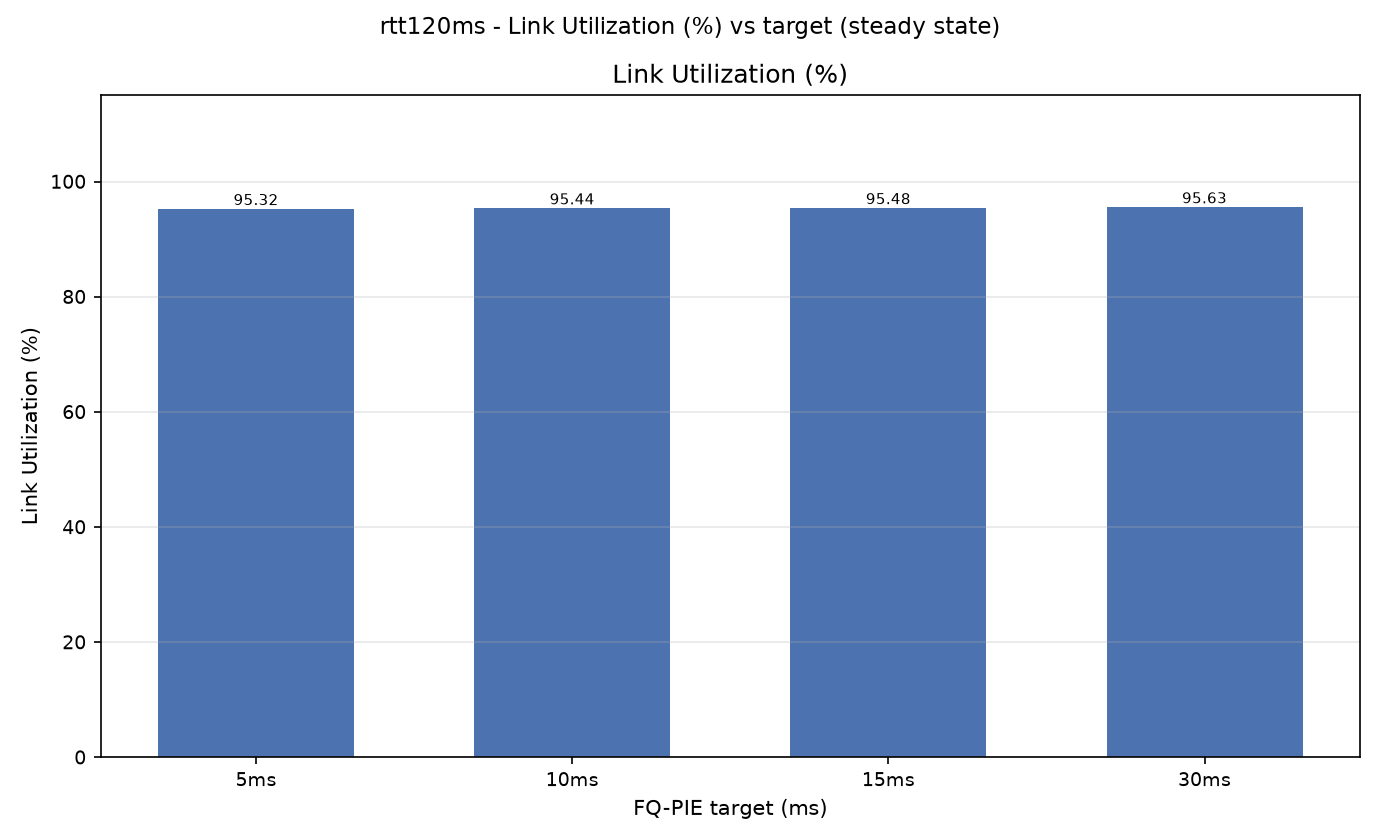 rtt120ms - Link Utilization (%) vs target (steady state)
Link Utilization (%)
Link Utilization (%)
100
80
60
40
20
0
95.32
95.44
95.48
95.63
5ms
10ms
15ms
30ms
FQ-PIE target (ms)